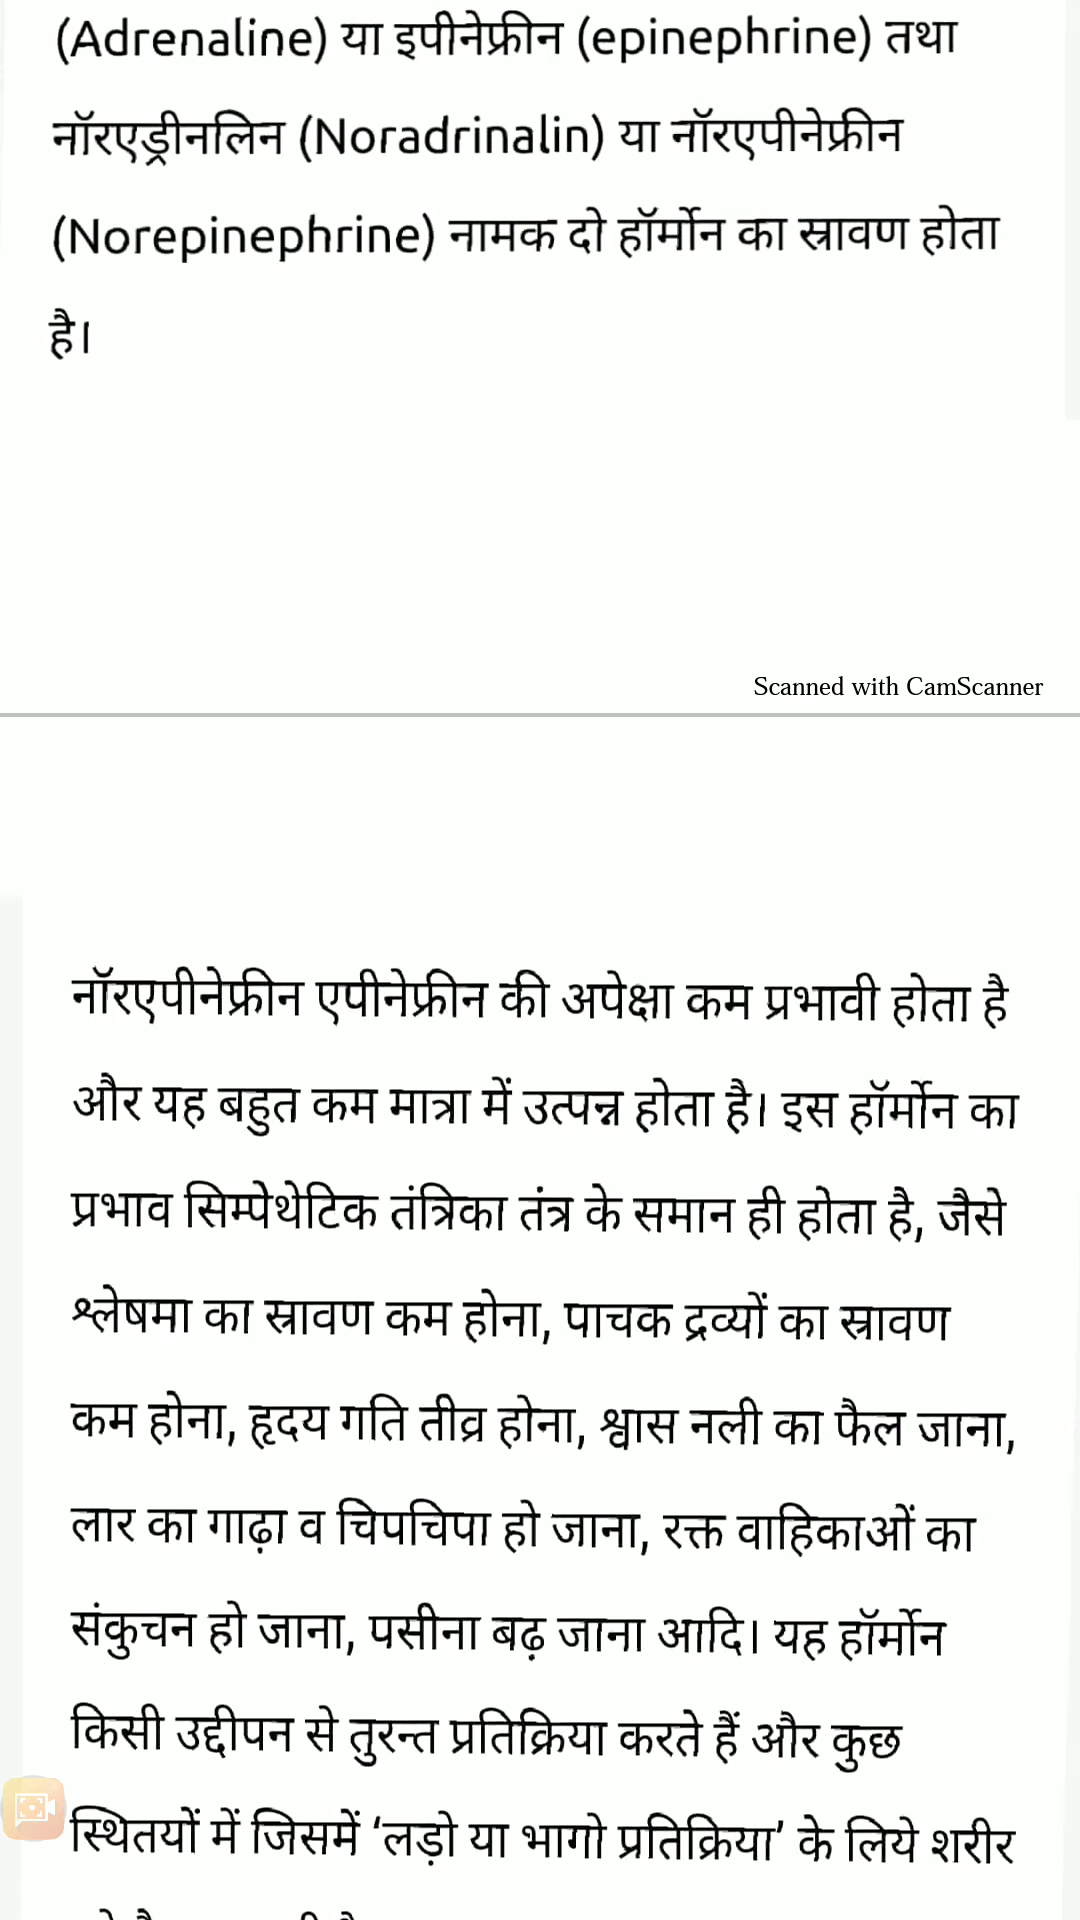 (Adrenaline) या इपीनेफ्रीन (epinephrine) तथा
नॉरएड्रीनलिन (Noradrinalin) या नॉरएपीनेफ्रीन
(Norepinephrine) नामक दो हॉर्मोन का स्रावण होता
है।
Scanned with CamScanner
नॉरएपीनेफ्रीन एपीनेफ्रीन की अपेक्षा कम प्रभावी होता है
और यह बहुत कम मात्रा में उत्पन्न होता है। इस हॉर्मोन का
प्रभाव सिम्पेथेटिक तंत्रिका तंत्र के समान ही होता है, जैसे
श्लेषमा का स्रावण कम होना, पाचक द्रव्यों का स्रावण
कम होना, हृदय गति तीव्र होना, श्वास नली का फैल जाना,
लार का गाढ़ा व चिपचिपा हो जाना, रक्त वाहिकाओं का
संकुचन हो जाना, पसीना बढ़ जाना आदि। यह हॉर्मोन
किसी उद्दीपन से तुरन्त प्रतिक्रिया करते हैं और कुछ
स्थितयों में जिसमें ‘लड़ो या भागो प्रतिक्रिया’ के लिये शरीर